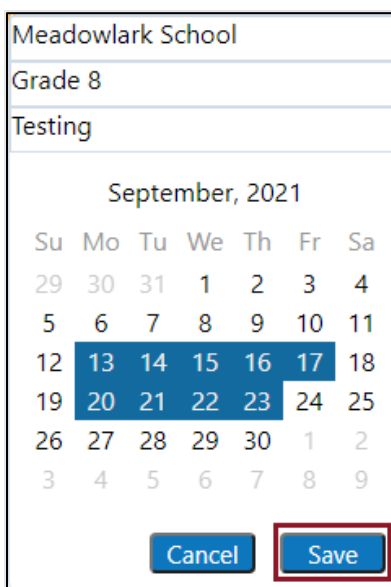 Meadowlark School
Grade 8
Testing
September, 2021
Su Mo Tu We Th Fr Sa
29 30 31 1 2 3 4
5 6 7 8 9 10 11
12 13 14 15 16 17 18
19 20 21 22 23 24 25
26 27 28 29 30 1 2
3 4 5 6 7 8 9
Cancel Save